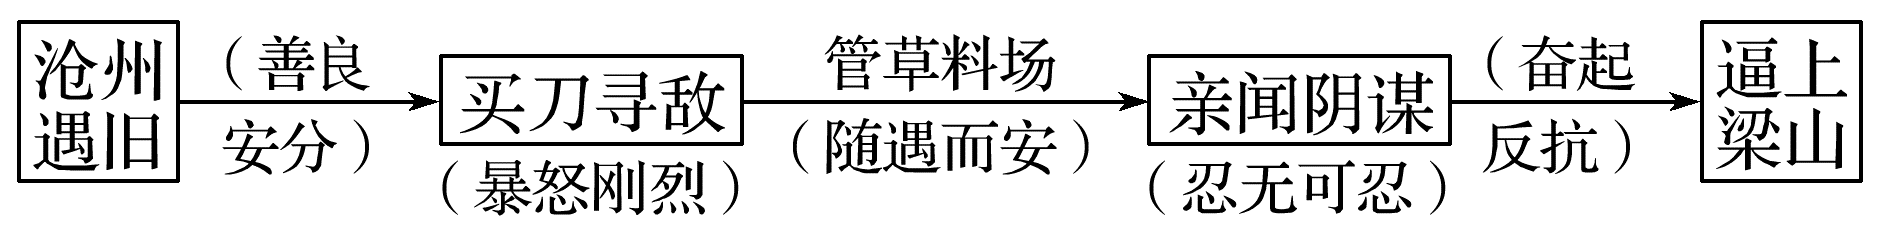 沧州
遇旧
（善良
安分）
买刀寻敌
（暴怒刚烈）
管草料场
（随遇而安）
亲闻阴谋
（忍无可忍）
（奋起
反抗）
逼上
梁山